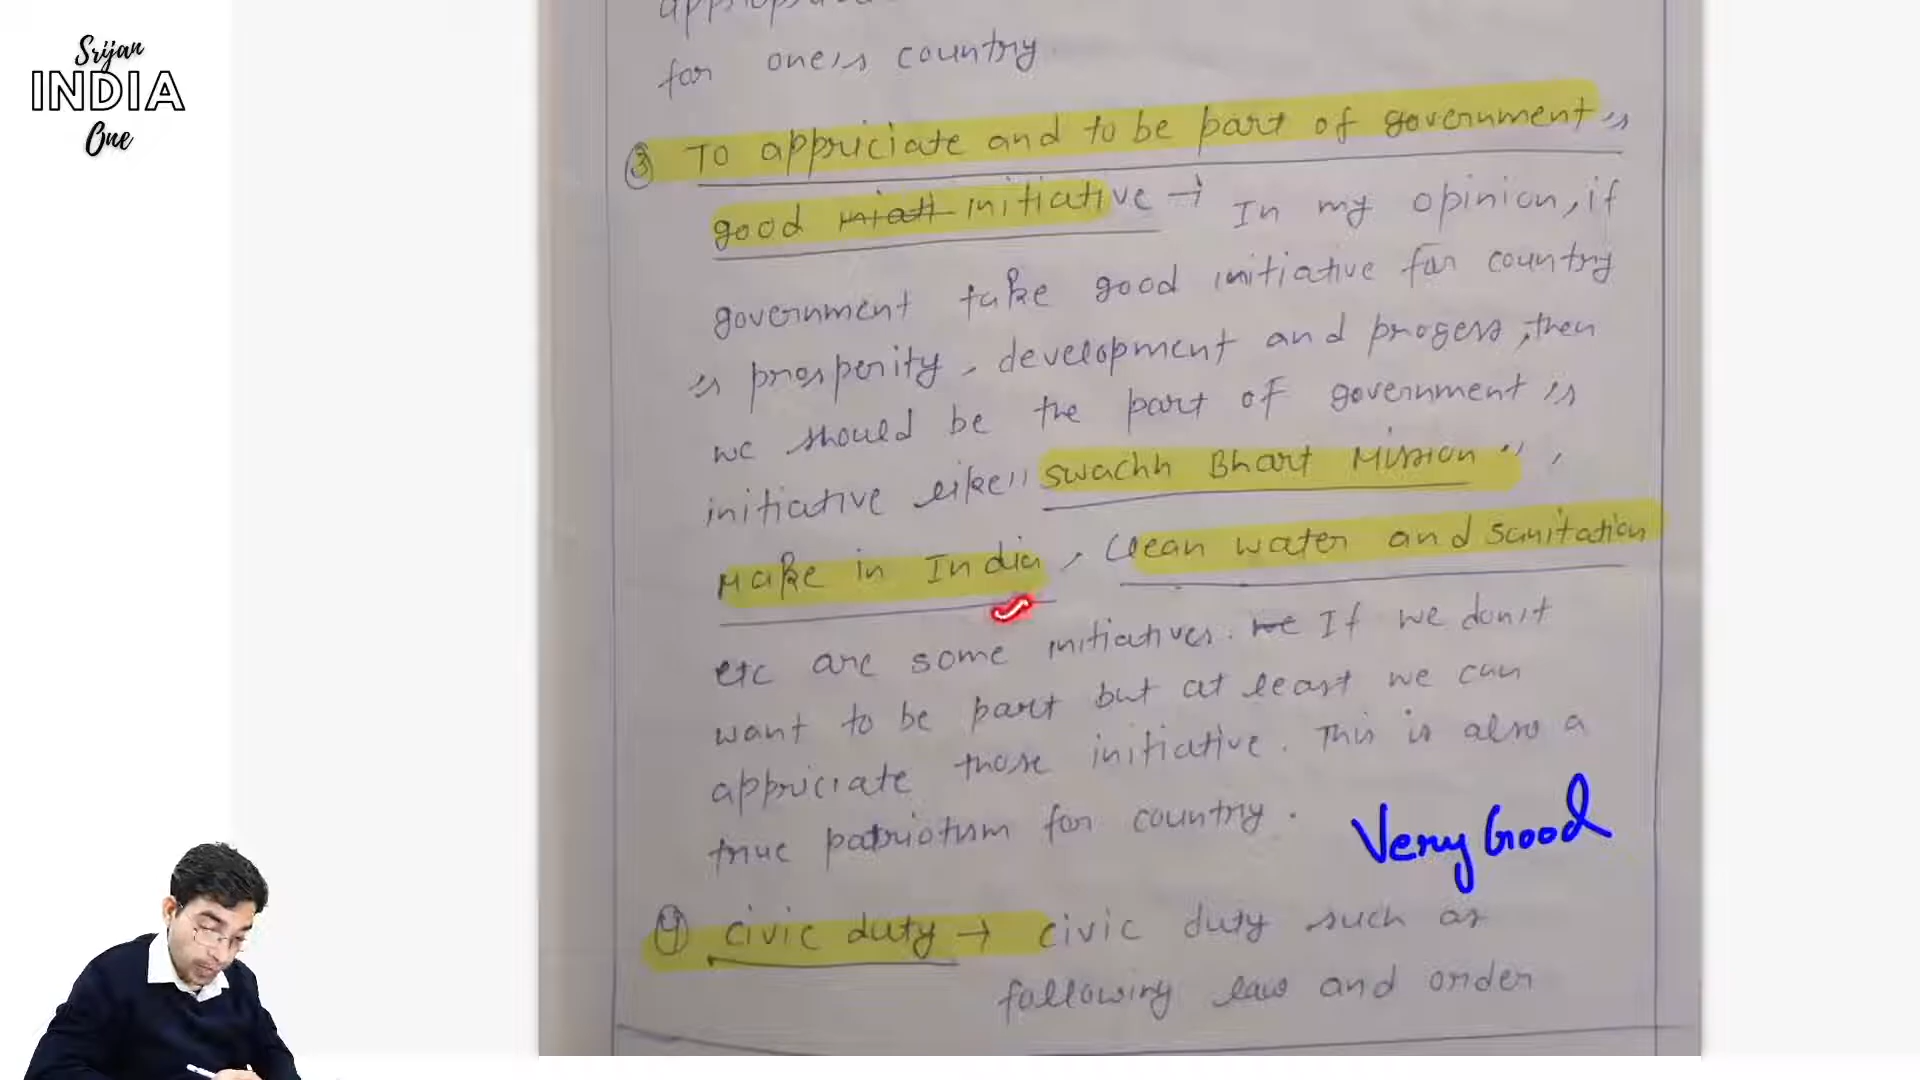 Srijan
INDIA
One
for one's country
③ To appriciate and to be part of government's
good initiative → In my opinion, if
government take good initiative for country
's prosperity, development and progess, then
we should be the part of government's
initiative like "Swachh Bhart Mission",
Make in India, Clean water and Sanitation
etc are some initiatives. If we don't
want to be part but at least we can
appriciate those initiative. This is also a
true patriotism for country.
Very Good
④ civic duty → civic duty such as
following law and order